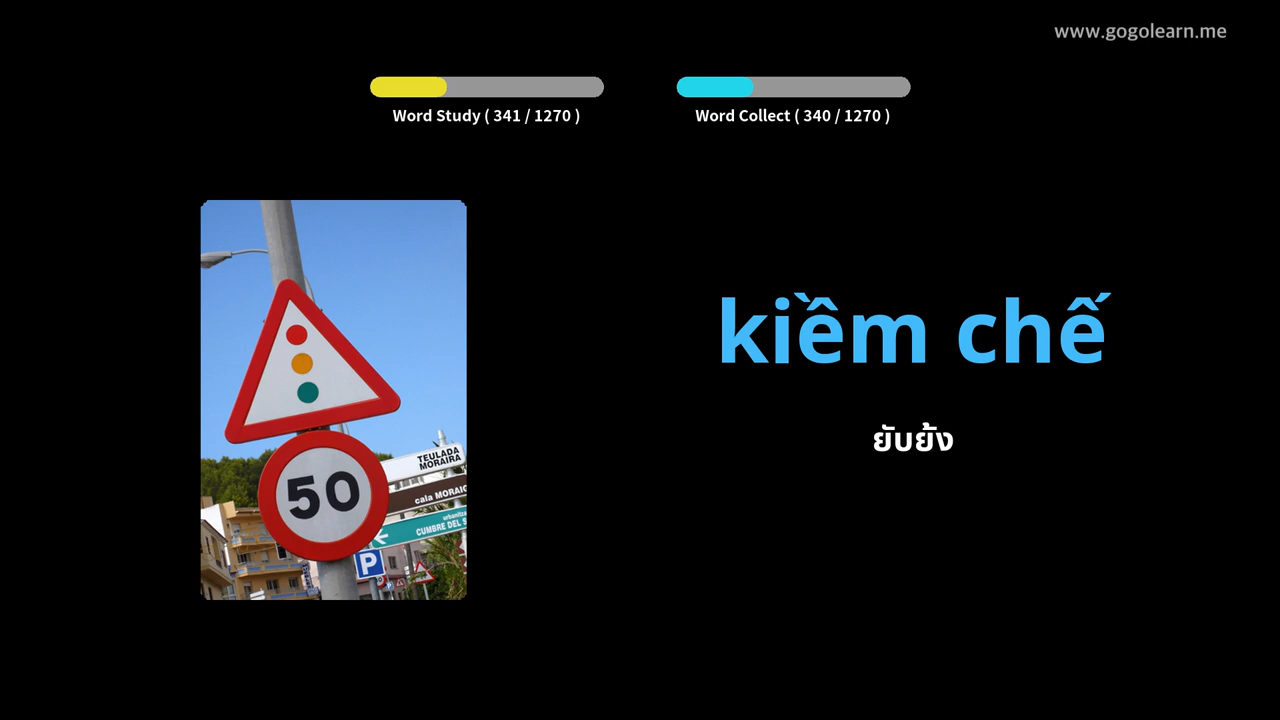 www.gogolearn.me
Word Study ( 341 / 1270 )
Word Collect ( 340 / 1270 )
kiềm chế
ยับยั้ง
50
TEULADA
MORAIRA
cala MORAIG
CUMBRE DEL S
P